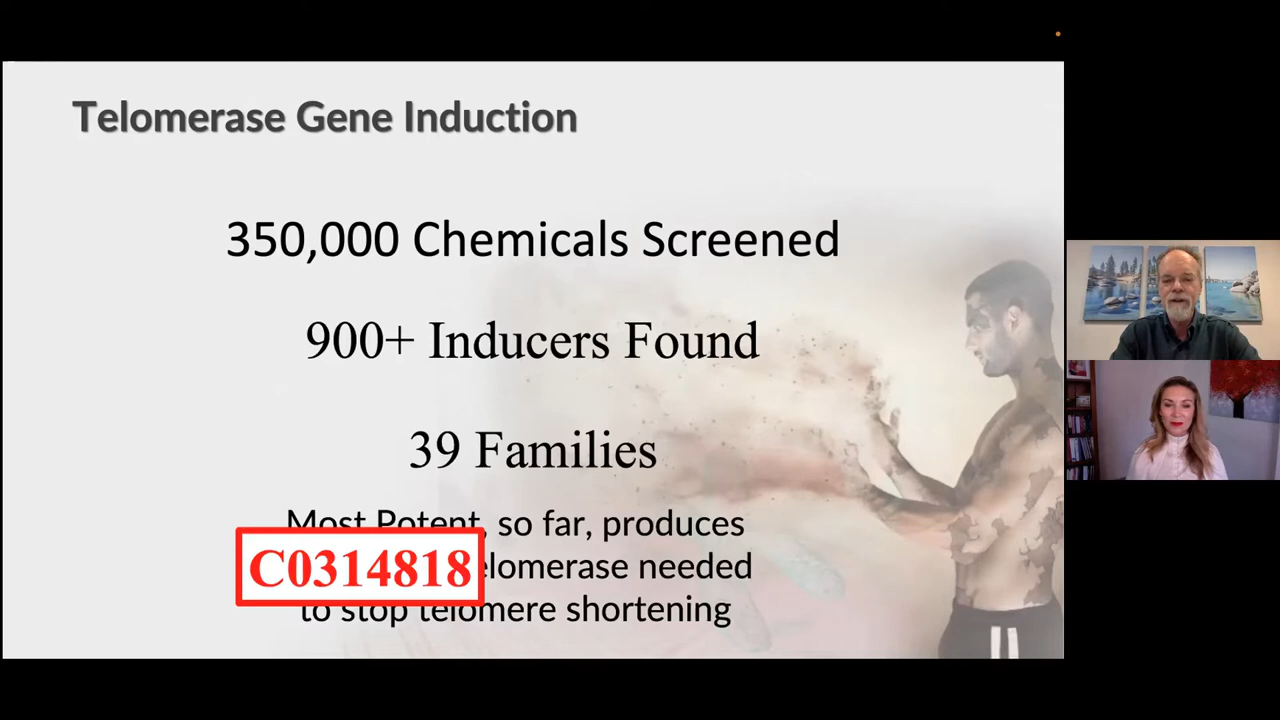 Telomerase Gene Induction
350,000 Chemicals Screened
900+ Inducers Found
39 Families
Most Potent, so far, produces
C0314818
elomerase needed
to stop telomere shortening